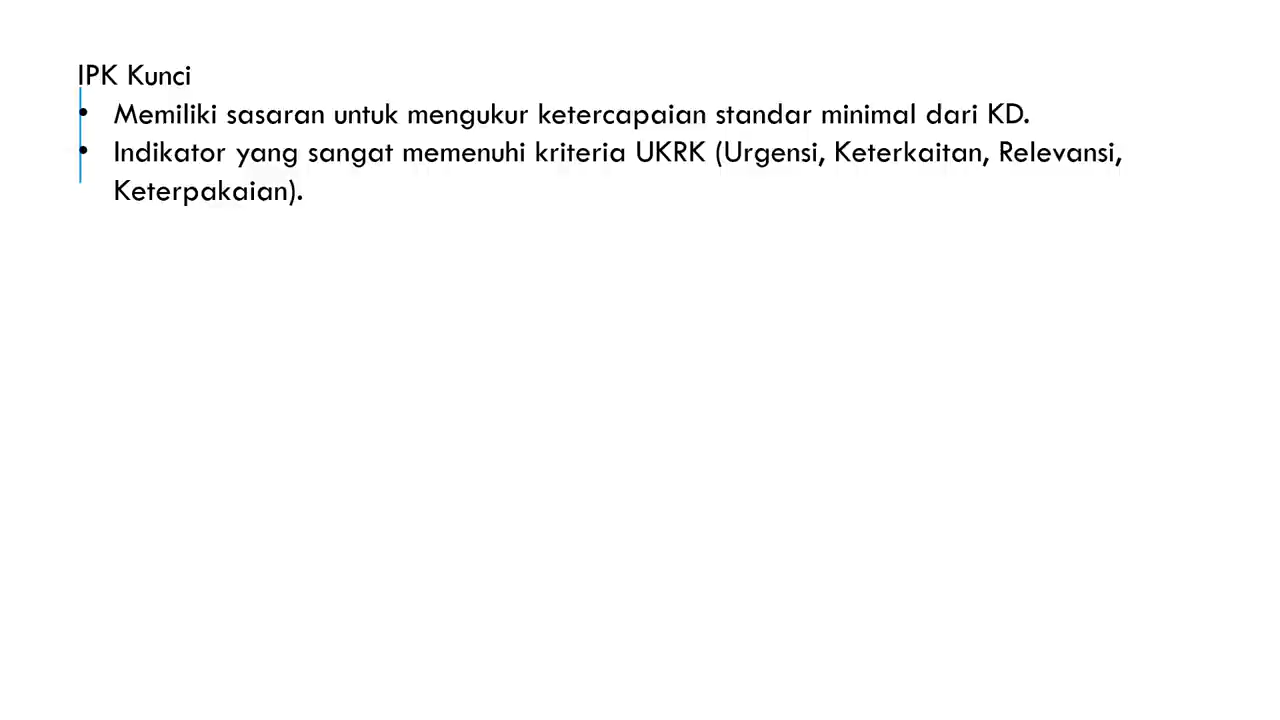 IPK Kunci
• Memiliki sasaran untuk mengukur ketercapaian standar minimal dari KD.
• Indikator yang sangat memenuhi kriteria UKRK (Urgensi, Keterkaitan, Relevansi,
Keterpakaian).